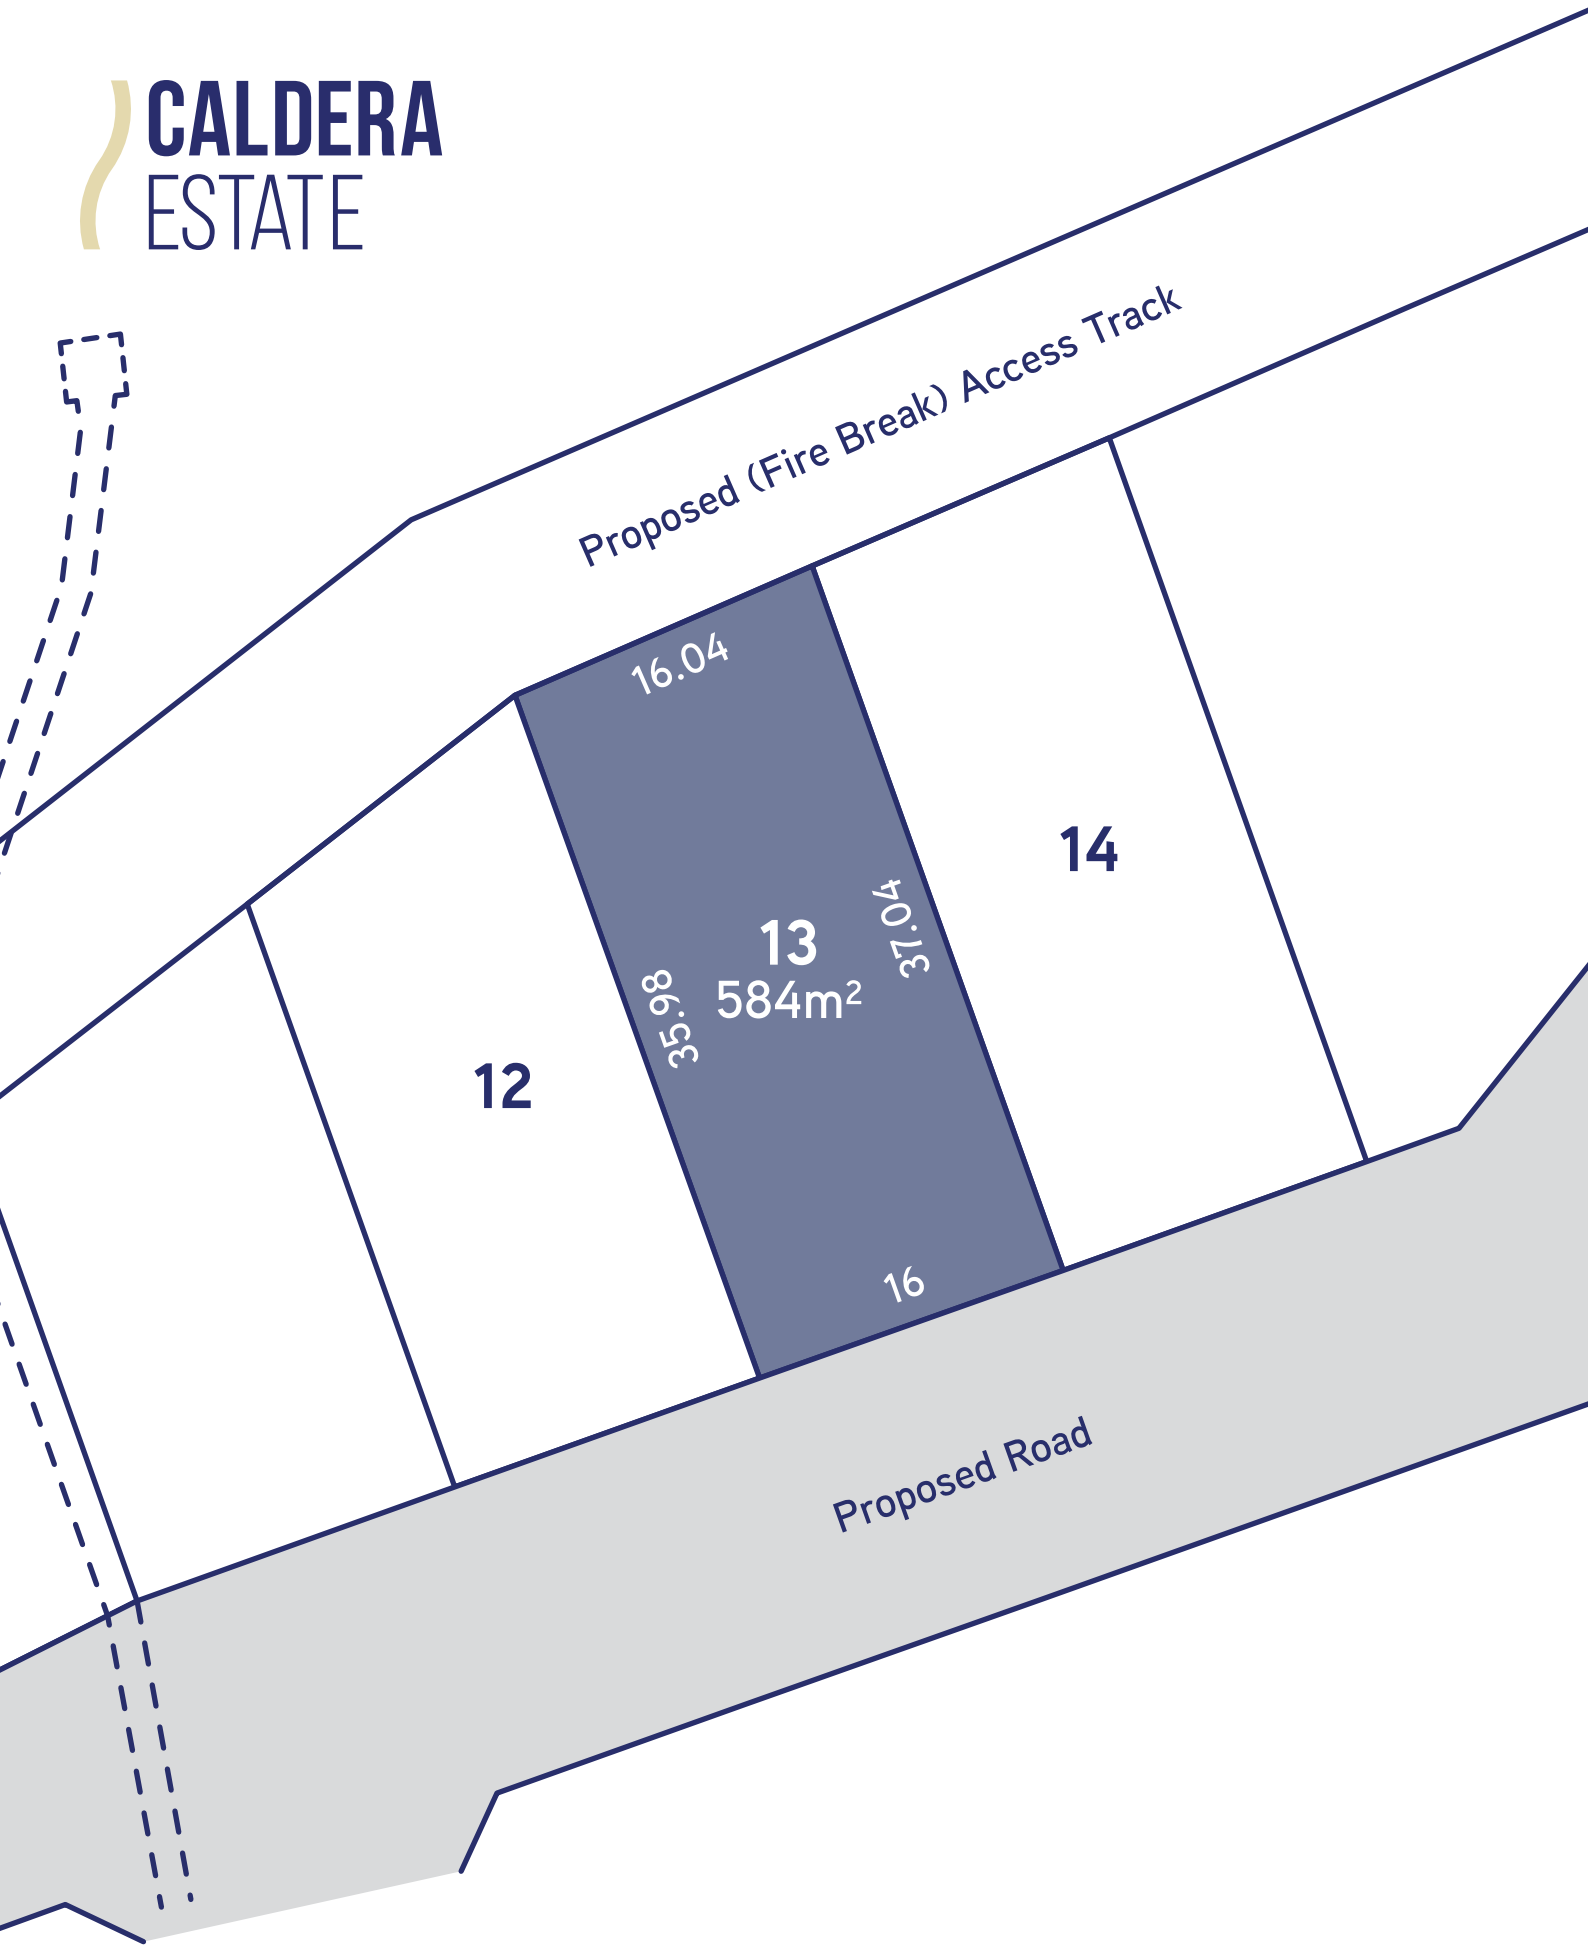 CALDERA
ESTATE
Proposed (Fire Break) Access Track
16.04
14
13
584m²
37.04
35.98
12
16
Proposed Road